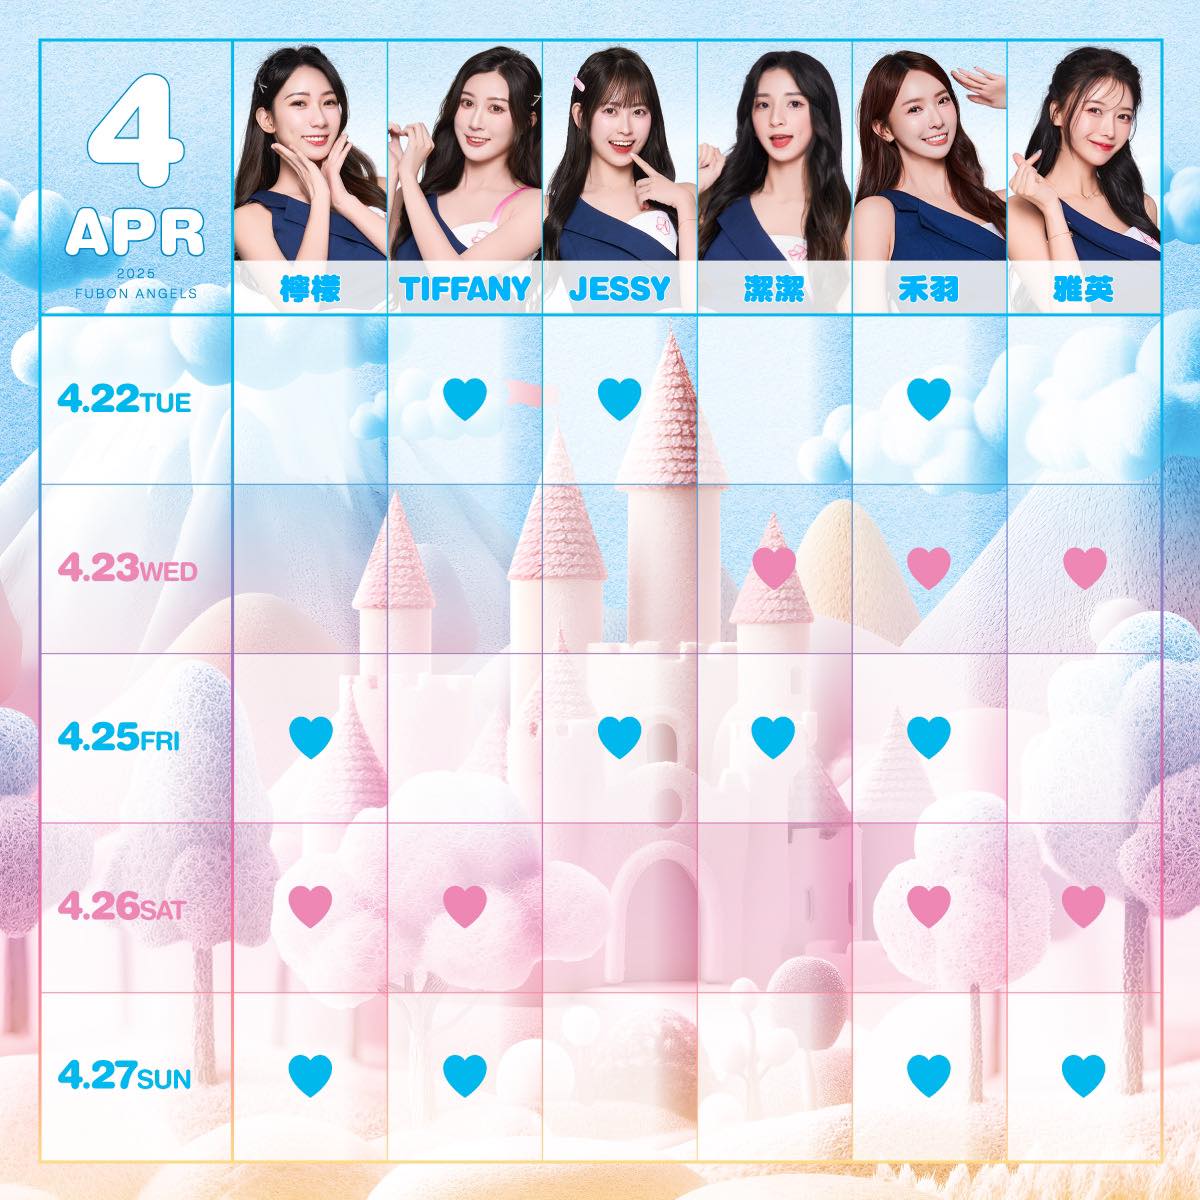 4
APR
2025
FUBON ANGELS
檸檬
TIFFANY
JESSY
潔潔
禾羽
雅英
4.22TUE
4.23WED
4.25FRI
4.26SAT
4.27SUN